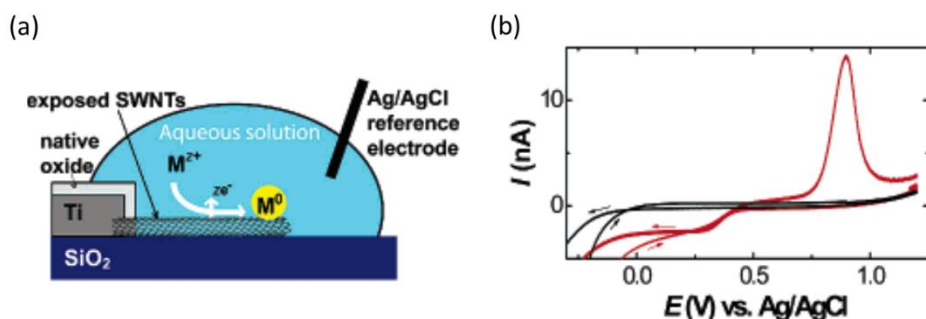 (a)
exposed SWNTs
native
oxide
Ti
SiO₂
Aqueous solution
Mᶻ⁺
ze⁻
M⁰
Ag/AgCl
reference
electrode
(b)
I (nA)
10
0
0.0 0.5 1.0
E (V) vs. Ag/AgCl